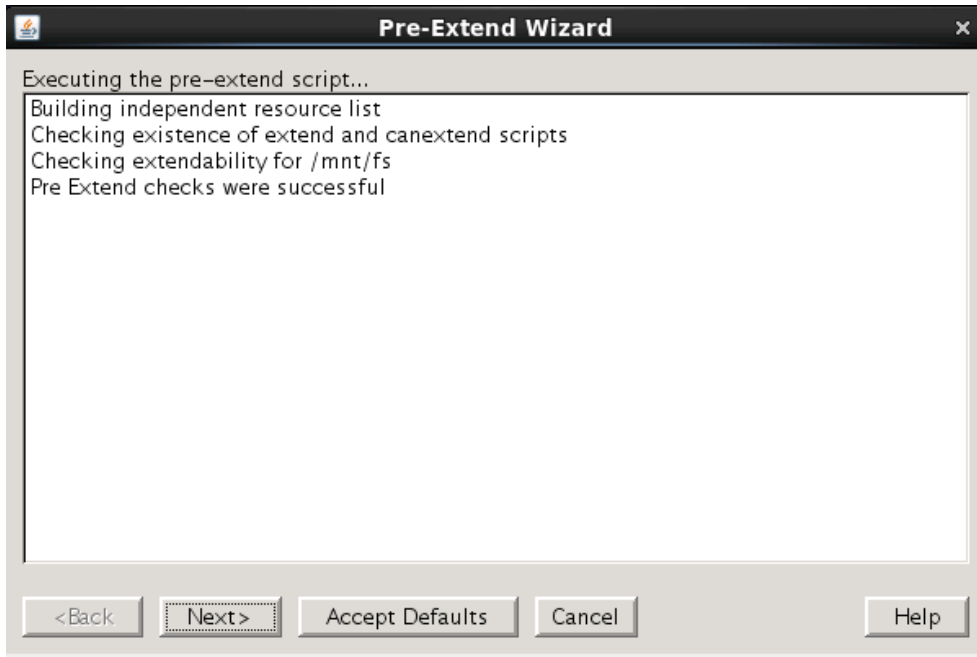 Pre-Extend Wizard
Executing the pre-extend script...
Building independent resource list
Checking existence of extend and canextend scripts
Checking extendability for /mnt/fs
Pre Extend checks were successful
<Back Next> Accept Defaults Cancel Help